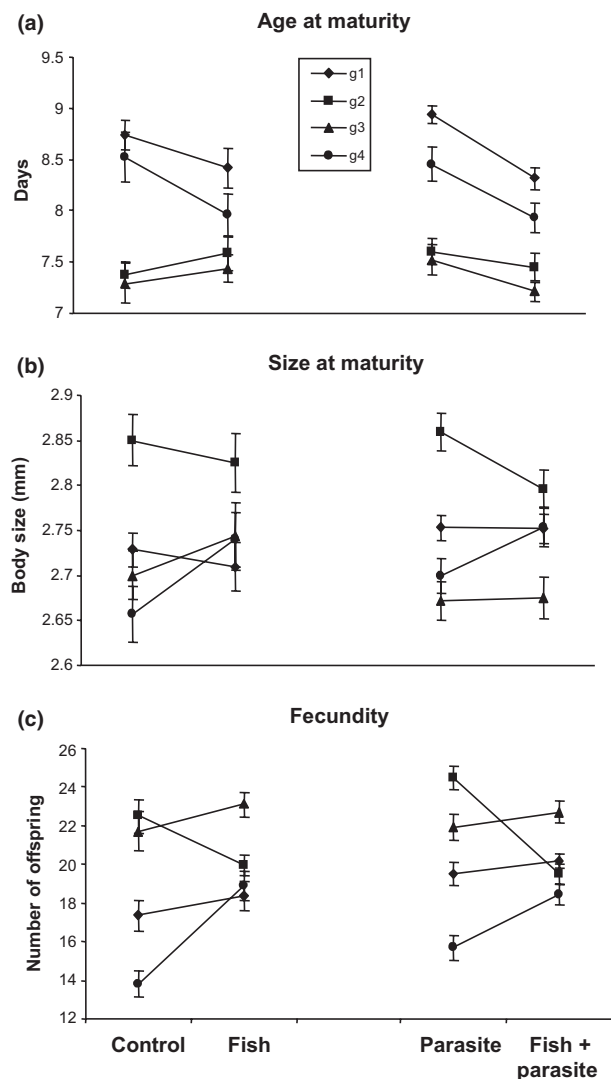 (a) Age at maturity
9.5
9
8.5
8
7.5
7
Days
g1
g2
g3
g4
(b) Size at maturity
2.9
2.85
2.8
2.75
2.7
2.65
2.6
Body size (mm)
(c) Fecundity
26
24
22
20
18
16
14
12
Number of offspring
Control Fish Parasite Fish +
parasite